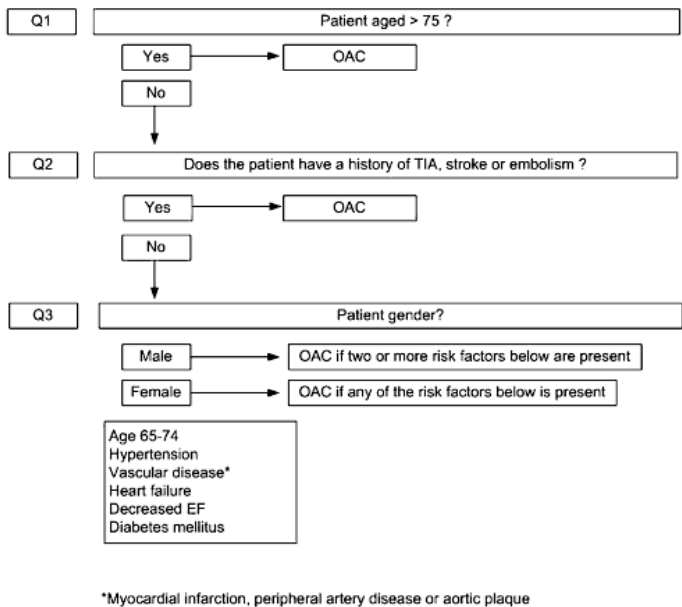 Q1
Patient aged > 75 ?
Yes
OAC
No
Q2
Does the patient have a history of TIA, stroke or embolism ?
Yes
OAC
No
Q3
Patient gender?
Male
OAC if two or more risk factors below are present
Female
OAC if any of the risk factors below is present
Age 65-74
Hypertension
Vascular disease*
Heart failure
Decreased EF
Diabetes mellitus
*Myocardial infarction, peripheral artery disease or aortic plaque